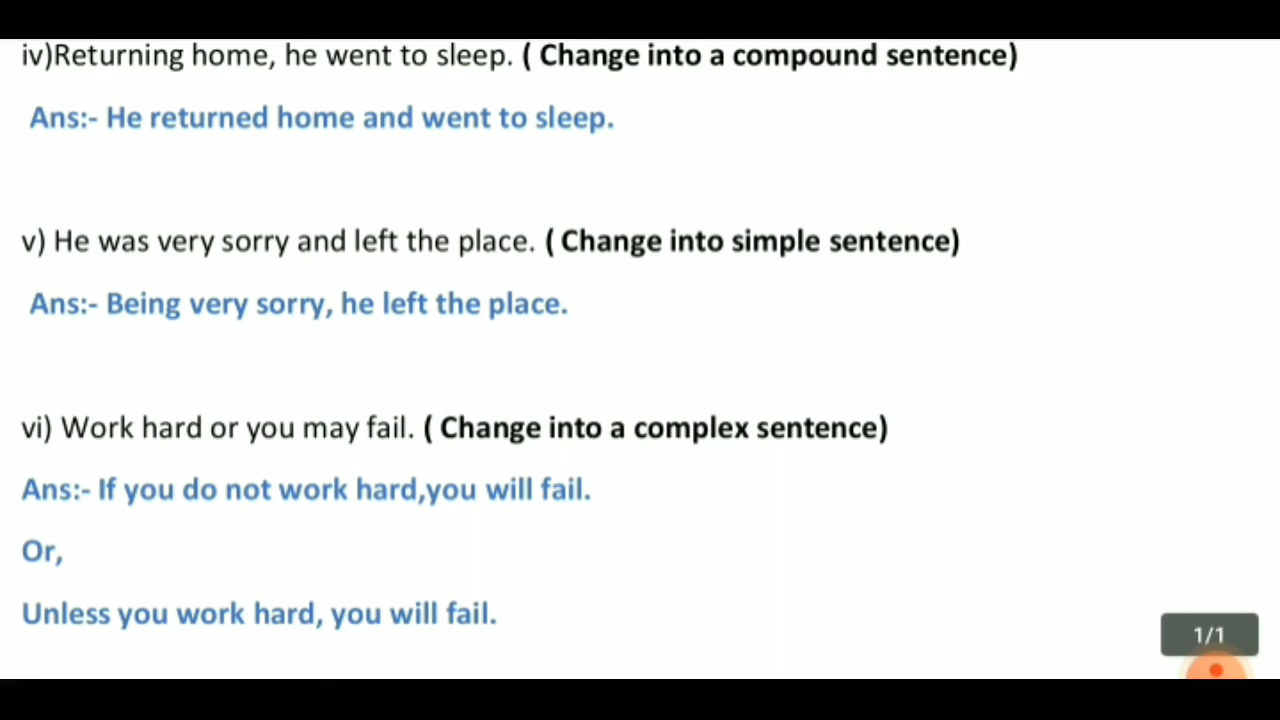 iv)Returning home, he went to sleep. ( Change into a compound sentence)
Ans:- He returned home and went to sleep.
v) He was very sorry and left the place. ( Change into simple sentence)
Ans:- Being very sorry, he left the place.
vi) Work hard or you may fail. ( Change into a complex sentence)
Ans:- If you do not work hard,you will fail.
Or,
Unless you work hard, you will fail.
1/1